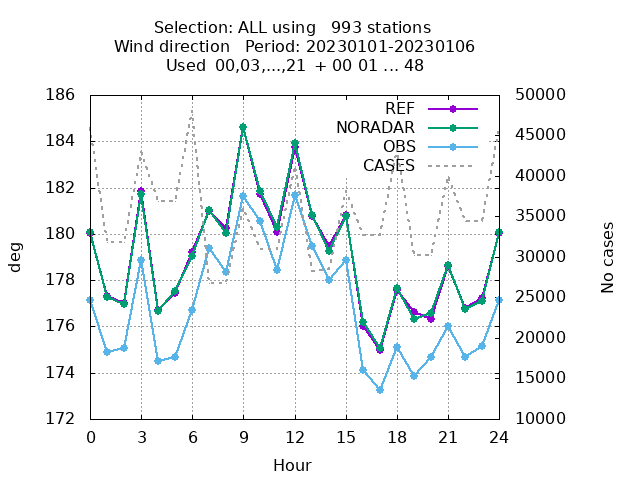 Selection: ALL using   993 stations
Wind direction   Period: 20230101-20230106
Used  00,03,...,21  + 00 01 ... 48
186
184
182
180
178
176
174
172
deg
REF
NORADAR
OBS
CASES
50000
45000
40000
35000
30000
25000
20000
15000
10000
No cases
0 3 6 9 12 15 18 21 24
Hour